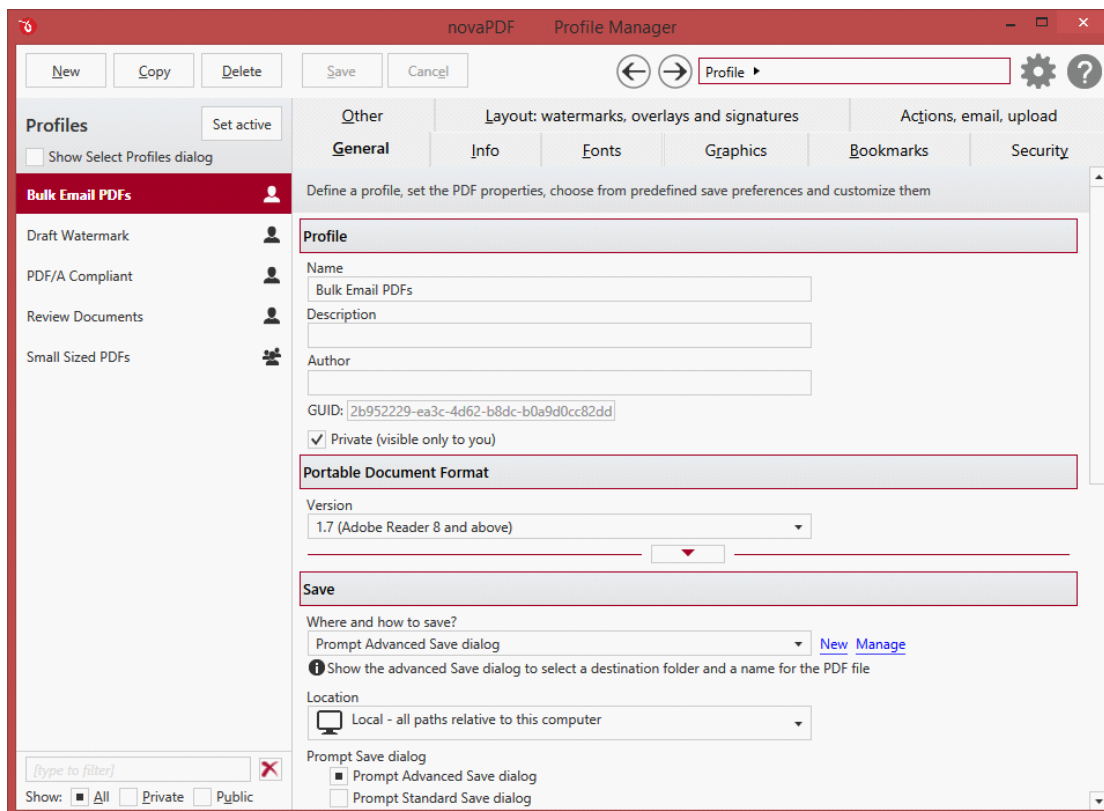 novaPDF Profile Manager
New Copy Delete Save Cancel Profile
Profiles Set active
Show Select Profiles dialog
Bulk Email PDFs
Draft Watermark
PDF/A Compliant
Review Documents
Small Sized PDFs
[type to filter]
Show: All Private Public
Other Layout: watermarks, overlays and signatures Actions, email, upload
General Info Fonts Graphics Bookmarks Security
Define a profile, set the PDF properties, choose from predefined save preferences and customize them
Profile
Name
Bulk Email PDFs
Description
Author
GUID: 2b952229-ea3c-4d62-b8dc-b0a9d0cc82dd
Private (visible only to you)
Portable Document Format
Version
1.7 (Adobe Reader 8 and above)
Save
Where and how to save?
Prompt Advanced Save dialog New Manage
Show the advanced Save dialog to select a destination folder and a name for the PDF file
Location
Local - all paths relative to this computer
Prompt Save dialog
Prompt Advanced Save dialog
Prompt Standard Save dialog